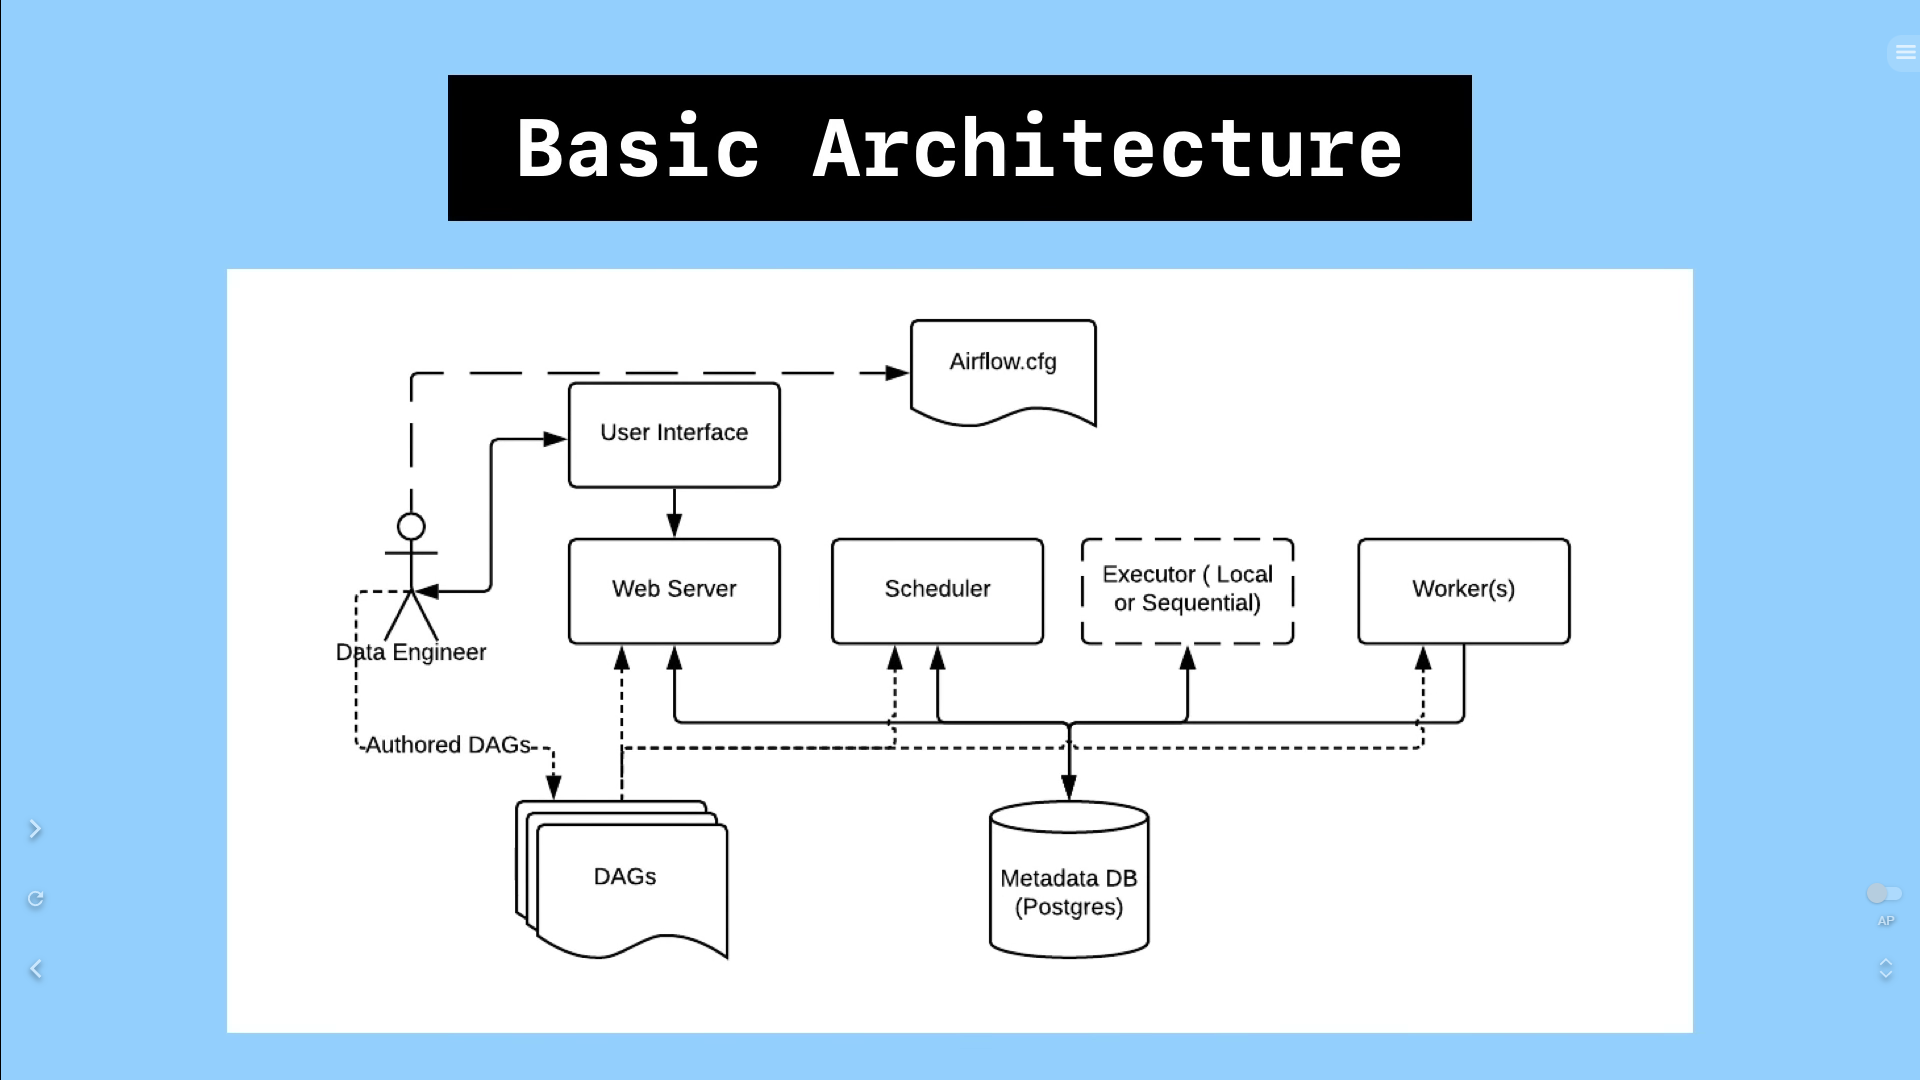 Basic Architecture
Airflow.cfg
User Interface
Web Server
Scheduler
Executor ( Local
or Sequential)
Worker(s)
Data Engineer
Authored DAGs
DAGs
Metadata DB
(Postgres)
AP